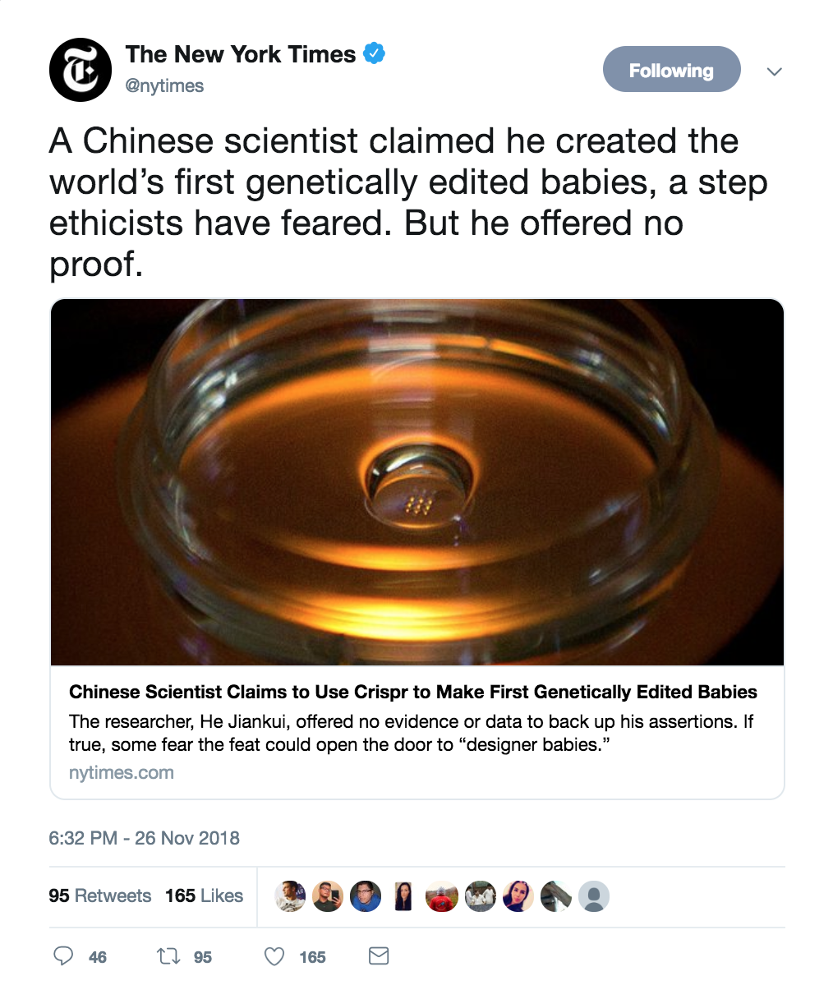 The New York Times
@nytimes
Following
A Chinese scientist claimed he created the
world’s first genetically edited babies, a step
ethicists have feared. But he offered no
proof.
Chinese Scientist Claims to Use Crispr to Make First Genetically Edited Babies
The researcher, He Jiankui, offered no evidence or data to back up his assertions. If
true, some fear the feat could open the door to “designer babies.”
nytimes.com
6:32 PM - 26 Nov 2018
95 Retweets 165 Likes
46 95 165